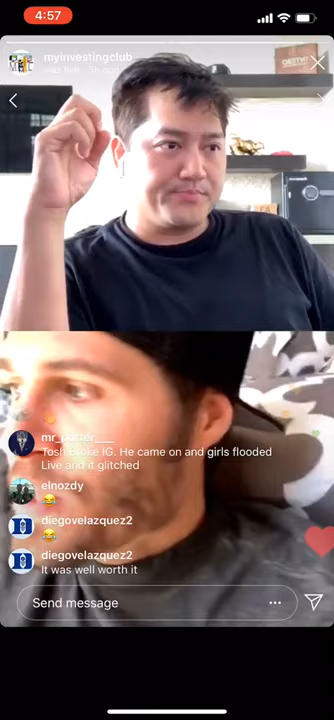 4:57
myinvestingclub
mr_porter___
Tosh Broke IG. He came on and girls flooded
Live and it glitched
elnozdy
diegovelazquez2
diegovelazquez2
It was well worth it
Send message